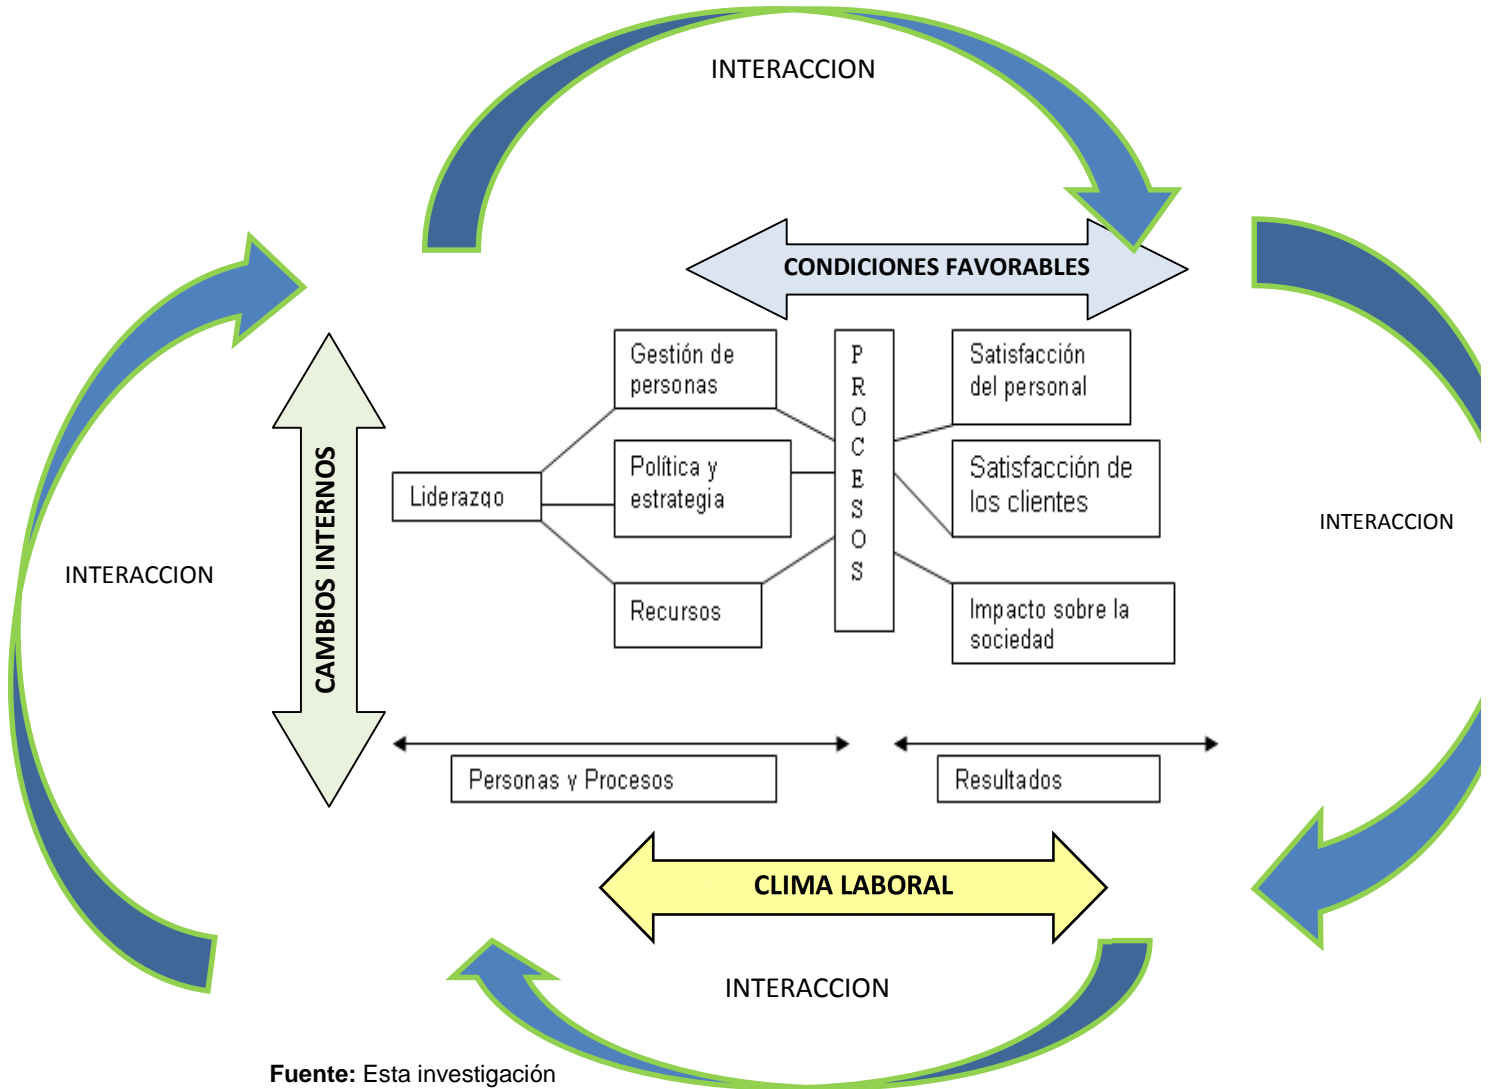 INTERACCION
CONDICIONES FAVORABLES
Gestión de
personas
P
R
O
C
E
S
O
S
Satisfacción
del personal
Política y
estrategia
Satisfacción de
los clientes
Liderazgo
CAMBIOS INTERNOS
INTERACCION
INTERACCION
Recursos
Impacto sobre la
sociedad
Personas y Procesos
Resultados
CLIMA LABORAL
INTERACCION
Fuente: Esta investigación